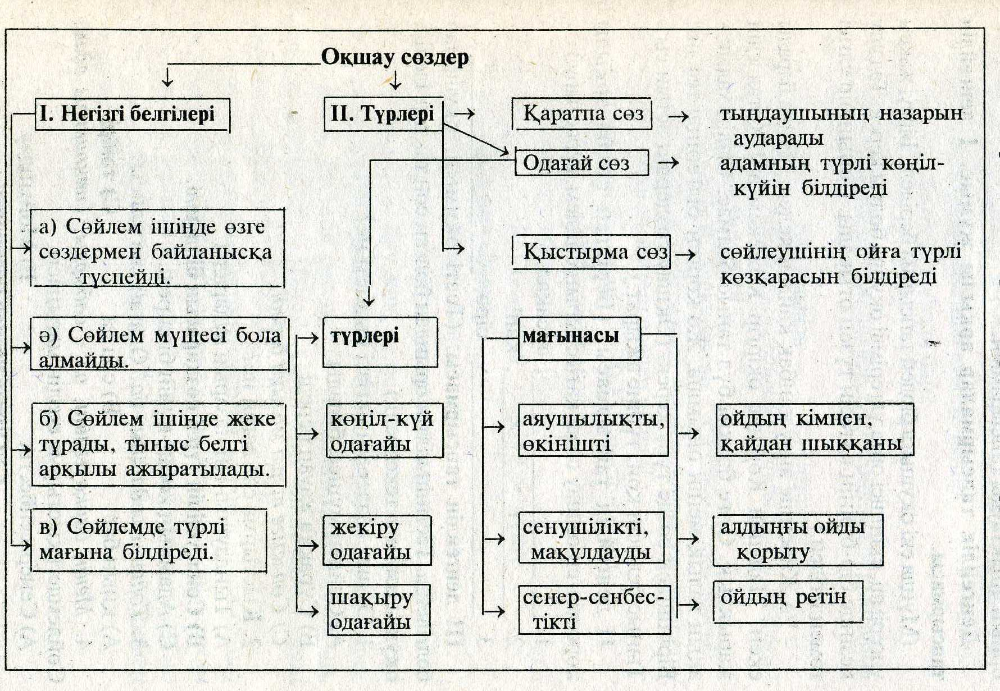 Оқшау сөздер
I. Негізгі белгілері
II. Түрлері
Қаратпа сөз
тыңдаушының назарын
аударады
Одағай сөз
адамның түрлі көңіл-
күйін білдіреді
а) Сөйлем ішінде өзге
сөздермен байланысқа
түспейді.
Қыстырма сөз
сөйлеушінің ойға түрлі
көзқарасын білдіреді
ә) Сөйлем мүшесі бола
алмайды.
түрлері
мағынасы
б) Сөйлем ішінде жеке
тұрады, тыныс белгі
арқылы ажыратылады.
көңіл-күй
одағайы
аяушылықты,
өкінішті
ойдың кімнен,
қайдан шыққаны
в) Сөйлемде түрлі
мағына білдіреді.
жекіру
одағайы
сенушілікті,
мақұлдауды
алдыңғы ойды
қорыту
шақыру
одағайы
сенер-сенбес-
тікті
ойдың ретін